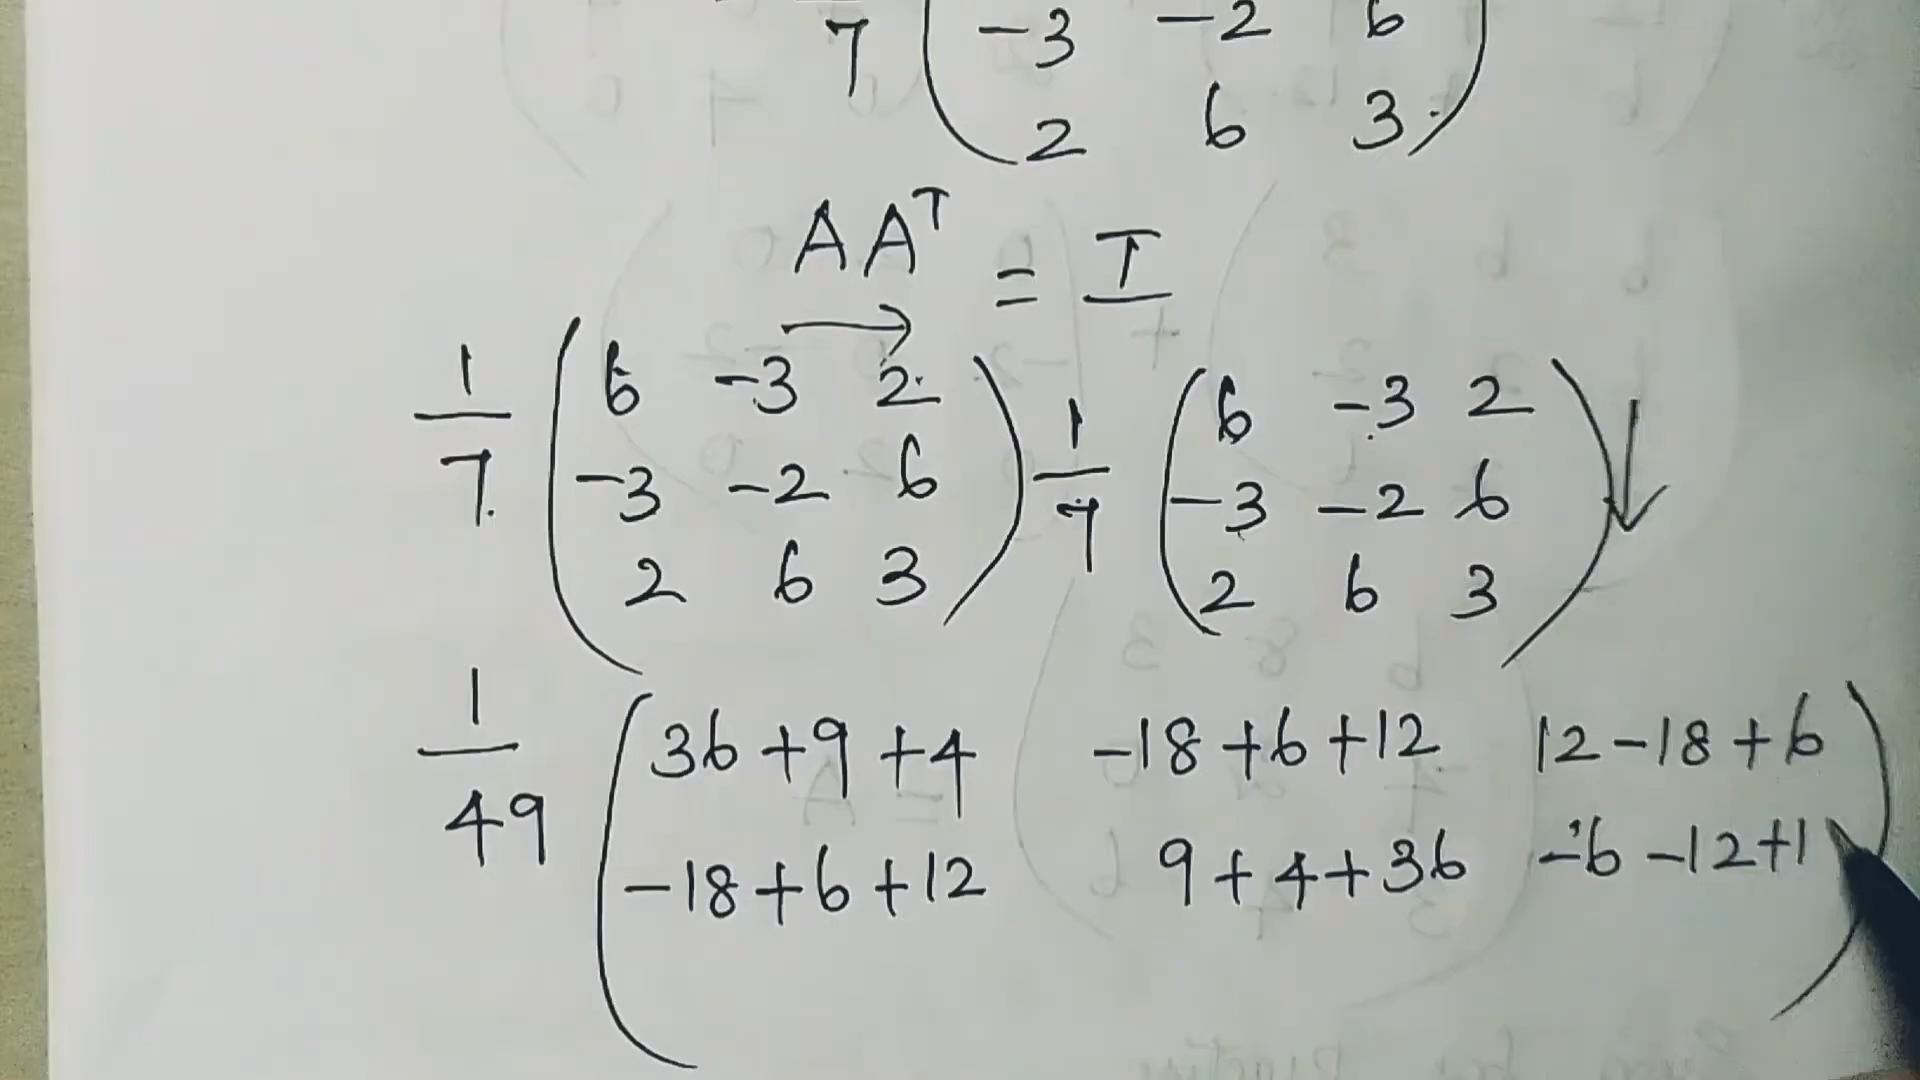 -3 -2 6
7
2 6 3
A Aᵀ = I
1/7 ( 6 -3 2 ) 1/7 ( 6 -3 2 )
-3 -2 6 -3 -2 6
2 6 3 2 6 3
1/49 ( 36+9+4 -18+6+12 12-18+6 )
-18+6+12 9+4+36 -6-12+1